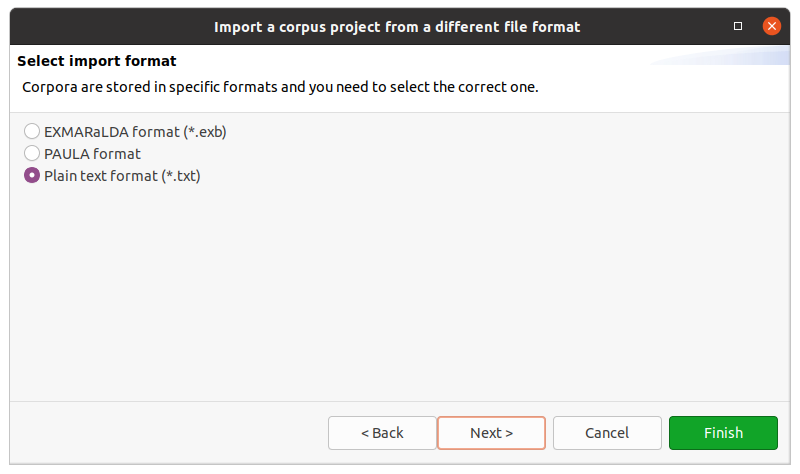 Import a corpus project from a different file format
Select import format
Corpora are stored in specific formats and you need to select the correct one.
EXMARaLDA format (*.exb)
PAULA format
Plain text format (*.txt)
< Back Next > Cancel Finish